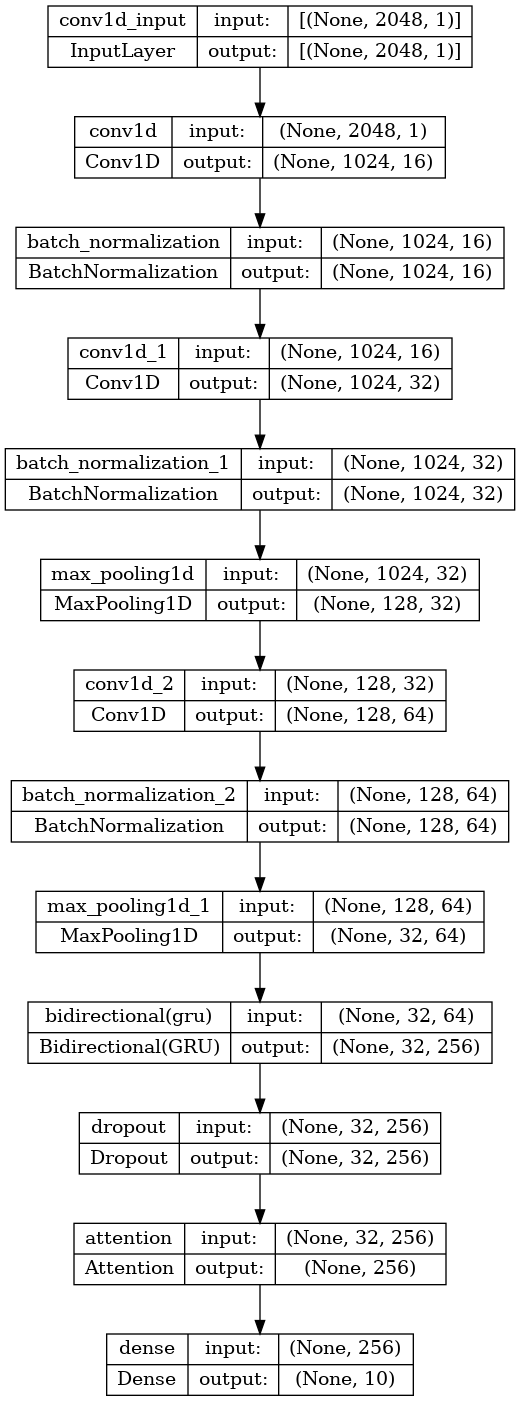 conv1d_input input: [(None, 2048, 1)]
InputLayer output: [(None, 2048, 1)]
conv1d input: (None, 2048, 1)
Conv1D output: (None, 1024, 16)
batch_normalization input: (None, 1024, 16)
BatchNormalization output: (None, 1024, 16)
conv1d_1 input: (None, 1024, 16)
Conv1D output: (None, 1024, 32)
batch_normalization_1 input: (None, 1024, 32)
BatchNormalization output: (None, 1024, 32)
max_pooling1d input: (None, 1024, 32)
MaxPooling1D output: (None, 128, 32)
conv1d_2 input: (None, 128, 32)
Conv1D output: (None, 128, 64)
batch_normalization_2 input: (None, 128, 64)
BatchNormalization output: (None, 128, 64)
max_pooling1d_1 input: (None, 128, 64)
MaxPooling1D output: (None, 32, 64)
bidirectional(gru) input: (None, 32, 64)
Bidirectional(GRU) output: (None, 32, 256)
dropout input: (None, 32, 256)
Dropout output: (None, 32, 256)
attention input: (None, 32, 256)
Attention output: (None, 256)
dense input: (None, 256)
Dense output: (None, 10)